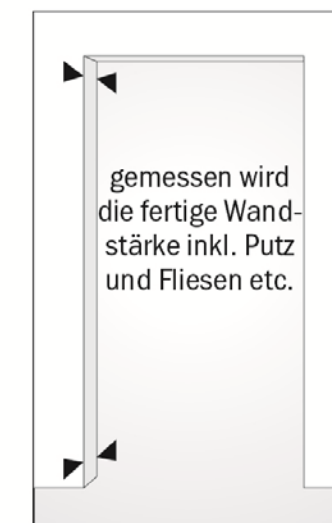 gemessen wird
die fertige Wand-
stärke inkl. Putz
und Fliesen etc.